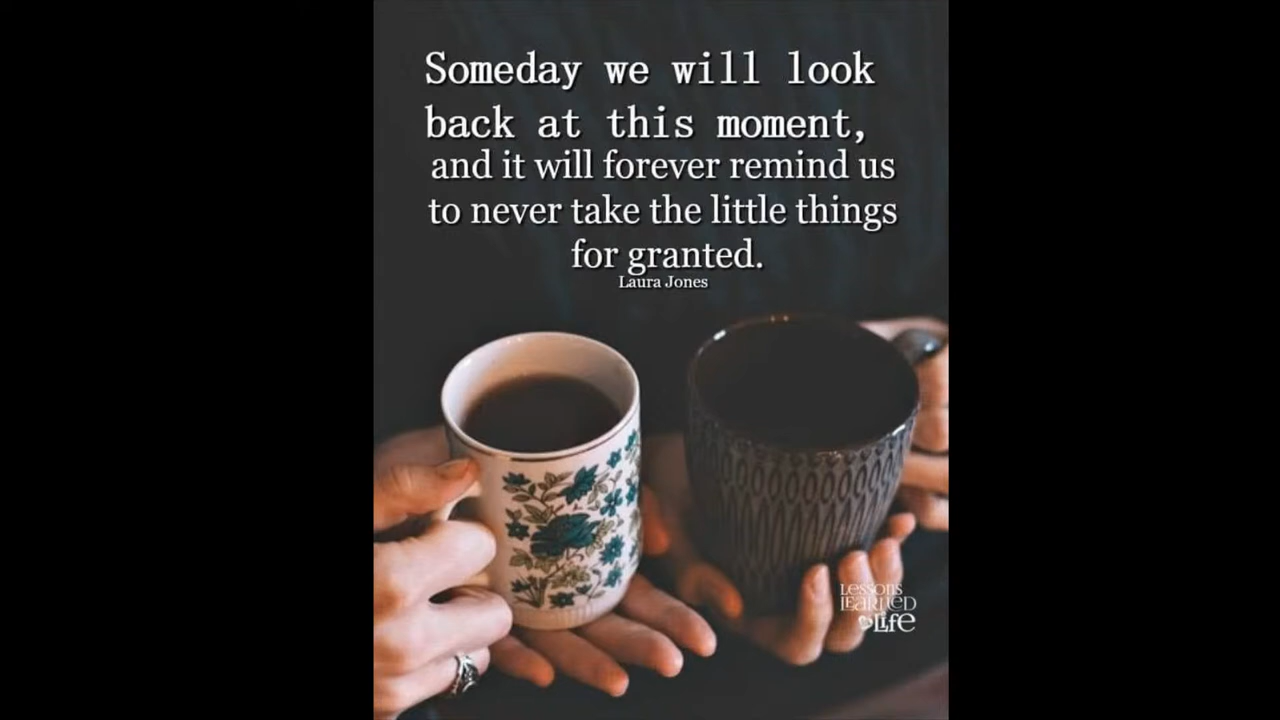 Someday we will look
back at this moment,
and it will forever remind us
to never take the little things
for granted.
Laura Jones
Lessons
Learned
Life